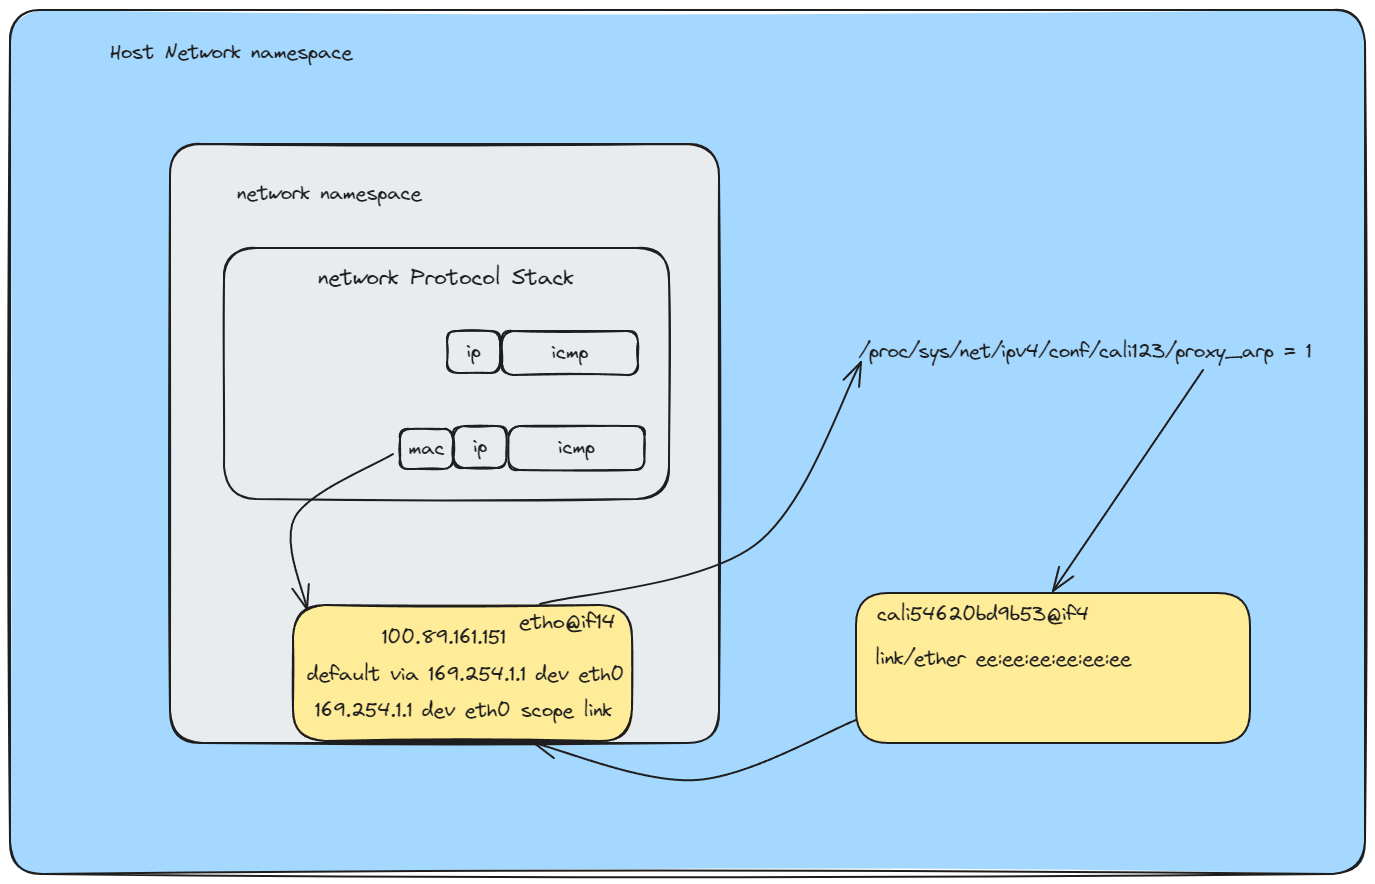 Host Network namespace
network namespace
network Protocol Stack
ip
icmp
mac
ip
icmp
etho@if14
100.89.161.151
default via 169.254.1.1 dev eth0
169.254.1.1 dev eth0 scope link
/proc/sys/net/ipv4/conf/cali123/proxy_arp = 1
cali54620bd9b53@if4
link/ether ee:ee:ee:ee:ee:ee